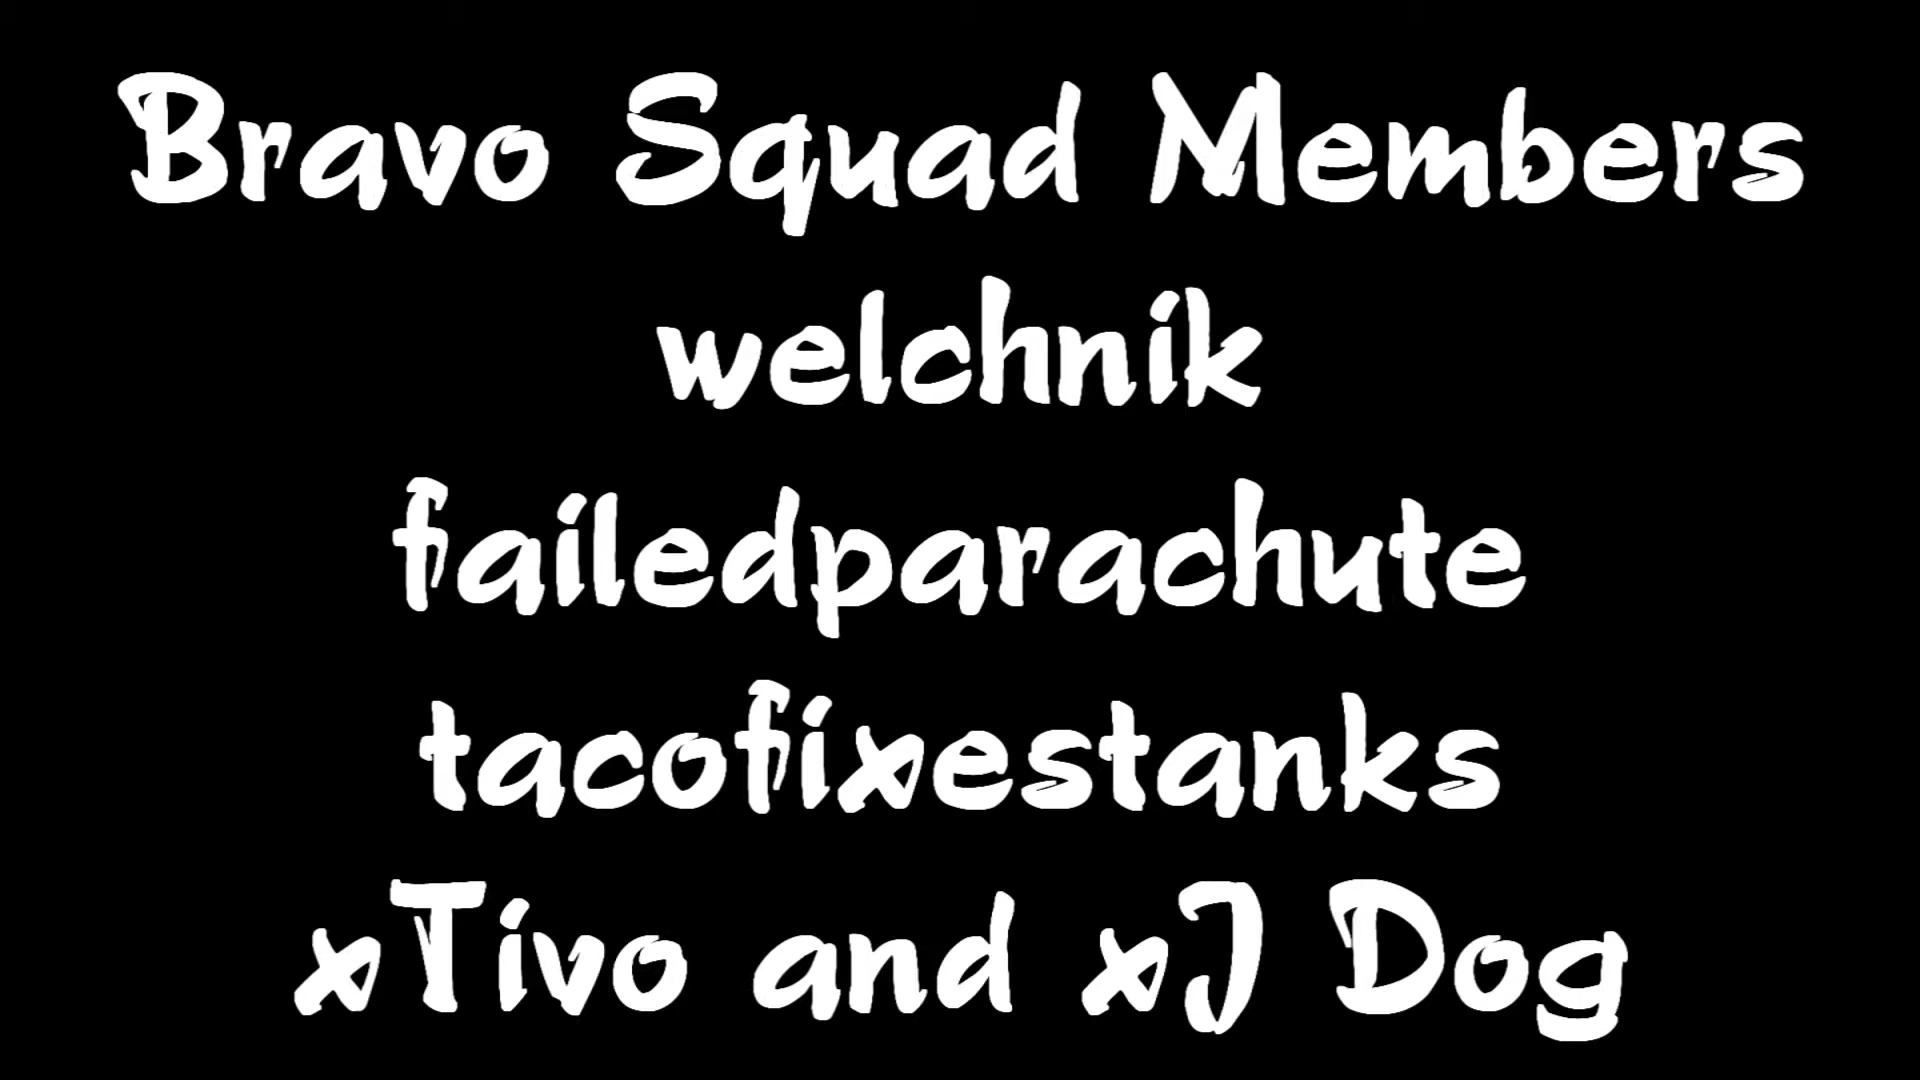 Bravo Squad Members
welchnik
failedparachute
tacofixestanks
xTivo and xJ Dog